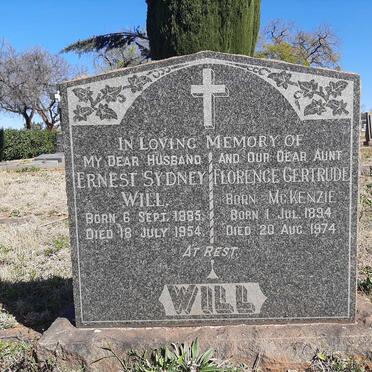 IN LOVING MEMORY OF
MY DEAR HUSBAND AND OUR DEAR AUNT
ERNEST SYDNEY FLORENCE GERTRUDE
WILL. BORN MCKENZIE
BORN 6 SEPT. 1885. BORN 1 JUL. 1894
DIED 18 JULY 1954. DIED 20 AUG. 1974
AT REST.
WILL